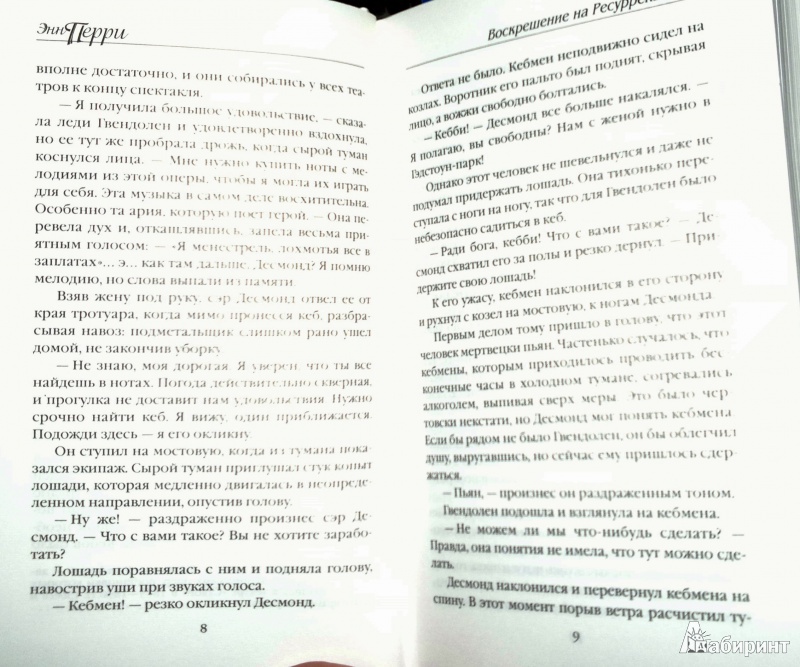 Энн Перри
вполне достаточно, и они собирались у всех теа-
тров к концу спектакля.
— Я получила большое удовольствие, — сказа-
ла леди Гвендолен и удовлетворенно вздохнула,
но ее тут же пробрала дрожь, когда сырой туман
коснулся лица. — Мне нужно купить ноты с ме-
лодиями из этой оперы, чтобы я могла их играть
для себя. Эта музыка в самом деле восхитительна.
Особенно та ария, которую поет герой. — Она пе-
ревела дух и, откашлявшись, запела весьма при-
ятным голосом: — «Я менестрель, лохмотья все в
заплатах»... э... как там дальше, Десмонд? Я помню
мелодию, но слова выпали из памяти.
Взяв жену под руку, сэр Десмонд отвел ее от
края тротуара, когда мимо пронесся кеб, разбра-
сывая навоз: подметальщик слишком рано ушел
домой, не закончив уборку.
— Не знаю, моя дорогая. Я уверен, что ты все
найдешь в нотах. Погода действительно скверная,
и прогулка не доставит нам удовольствия. Нужно
срочно найти кеб. Я вижу, один приближается.
Подожди здесь — я его окликну.
Он ступил на мостовую, когда из тумана пока-
зался экипаж. Сырой туман приглушал стук копыт
лошади, которая медленно двигалась в неопреде-
ленном направлении, опустив голову.
— Ну же! — раздраженно произнес сэр Дес-
монд. — Что с вами такое? Вы не хотите зарабо-
тать?
Лошадь поравнялась с ним и подняла голову,
навострив уши при звуках голоса.
— Кебмен! — резко окликнул Десмонд.
8
Воскрешение на
Ответа не было. Кебмен неподвижно сидел на
козлах. Воротник его пальто был поднят, скрывая
лицо, а вожжи свободно болтались.
— Кебби! — Десмонд все больше накалялся. —
Я полагаю, вы свободны? Нам с женой нужно в
Гэдстоун-парк!
Однако этот человек не шевельнулся и даже не
подумал придержать лошадь. Она тихонько пере-
ступала с ноги на ногу, так что для Гвендолен было
небезопасно садиться в кеб.
— Ради бога, кебби! Что с вами такое? — Де-
смонд схватил его за полы и резко дернул. — При-
держите свою лошадь!
К его ужасу, кебмен наклонился в его сторону
и рухнул с козел на мостовую, к ногам Десмонда.
Первым делом тому пришло в голову, что этот
человек мертвецки пьян. Частенько случалось, что
кебмены, которым приходилось проводить бес-
конечные часы в холодном тумане, согревались
алкоголем, выпивая сверх меры. Это было чер-
товски некстати, но Десмонд мог понять кебмена.
Если бы рядом не было Гвендолен, он бы облегчил
душу, выругавшись, но сейчас ему пришлось сдер-
жаться.
— Пьян, — произнес он раздраженным тоном.
Гвендолен подошла и взглянула на кебмена.
— Не можем ли мы что-нибудь сделать? —
Правда, она понятия не имела, что тут можно сде-
лать.
Десмонд наклонился и перевернул кебмена на
спину. В этот момент порыв ветра расчистил ту-
9
Лабиринт